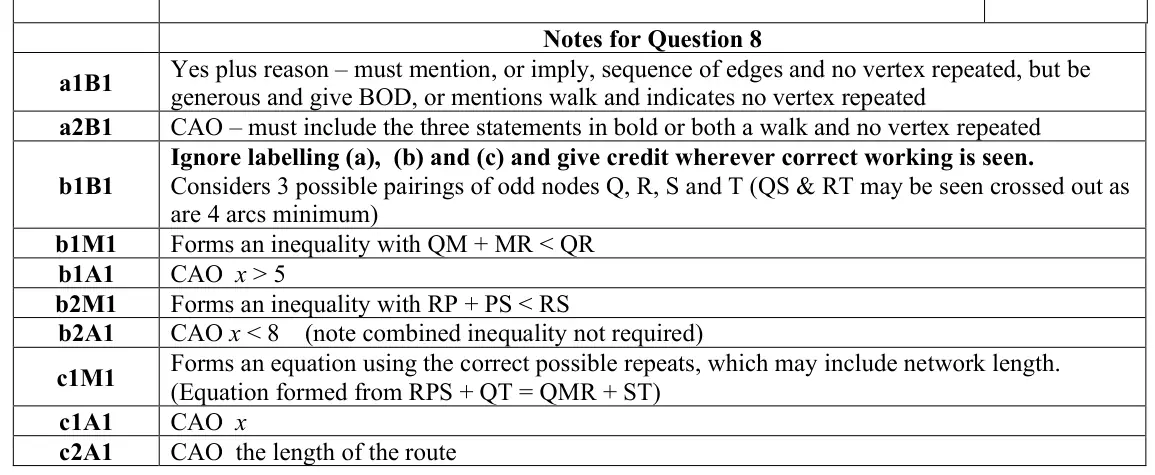 Notes for Question 8
a1B1
Yes plus reason – must mention, or imply, sequence of edges and no vertex repeated, but be
generous and give BOD, or mentions walk and indicates no vertex repeated
a2B1
CAO – must include the three statements in bold or both a walk and no vertex repeated
b1B1
Ignore labelling (a),  (b) and (c) and give credit wherever correct working is seen.
Considers 3 possible pairings of odd nodes Q, R, S and T (QS & RT may be seen crossed out as
are 4 arcs minimum)
b1M1
Forms an inequality with QM + MR < QR
b1A1
CAO  x > 5
b2M1
Forms an inequality with RP + PS < RS
b2A1
CAO x < 8    (note combined inequality not required)
c1M1
Forms an equation using the correct possible repeats, which may include network length.
(Equation formed from RPS + QT = QMR + ST)
c1A1
CAO  x
c2A1
CAO  the length of the route